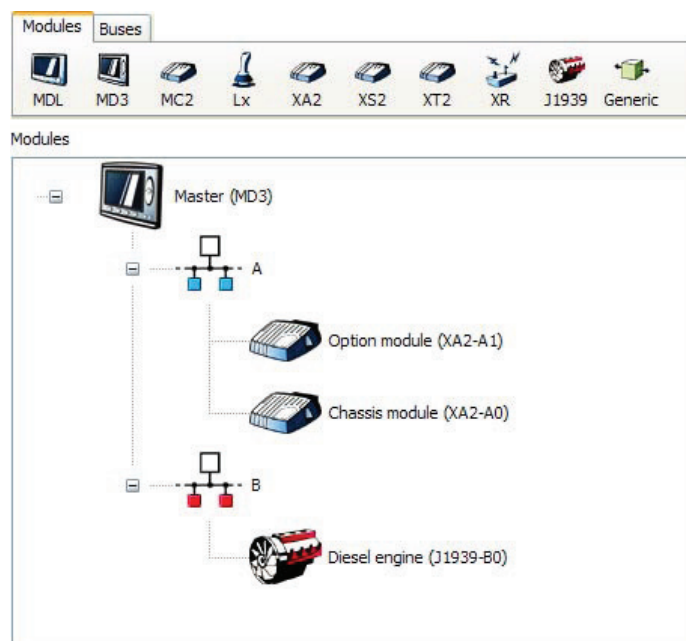 Modules Buses
MDL MD3 MC2 Lx XA2 XS2 XT2 XR J1939 Generic
Modules
Master (MD3)
A
Option module (XA2-A1)
Chassis module (XA2-A0)
B
Diesel engine (J1939-B0)